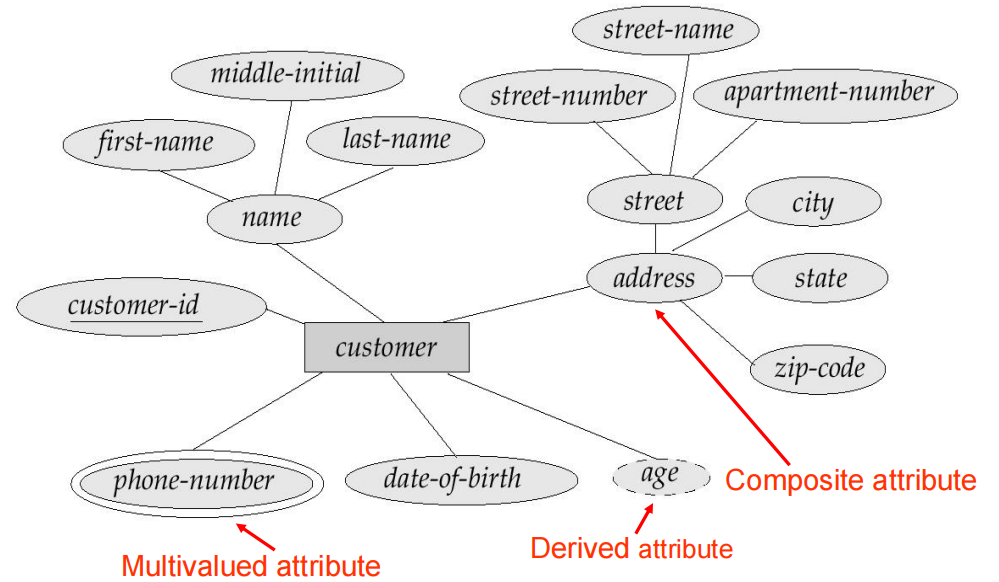 street-name
middle-initial
street-number
apartment-number
first-name
last-name
name
street
city
customer-id
address
state
customer
zip-code
phone-number
date-of-birth
age
Composite attribute
Derived attribute
Multivalued attribute